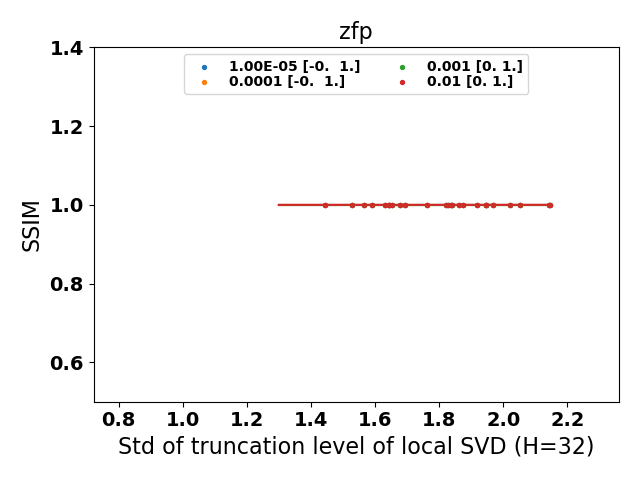 zfp
1.00E-05 [-0.  1.]
0.0001 [-0.  1.]
0.001 [0. 1.]
0.01 [0. 1.]
SSIM
1.4
1.2
1.0
0.8
0.6
0.8 1.0 1.2 1.4 1.6 1.8 2.0 2.2
Std of truncation level of local SVD (H=32)